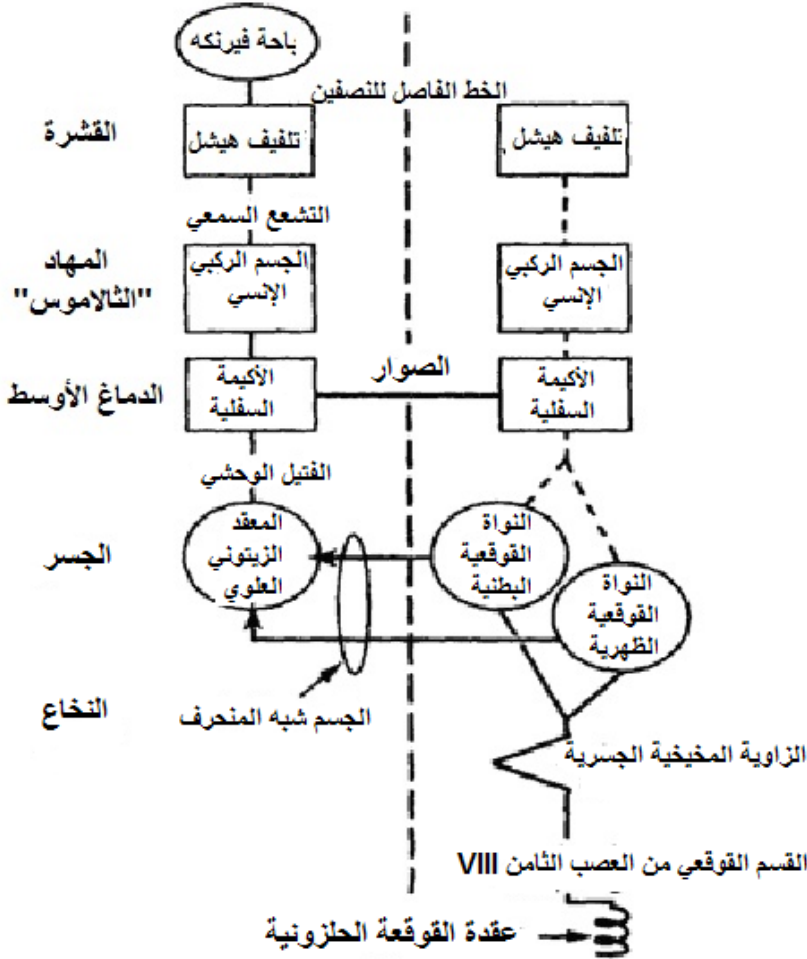 باحة فيرنكه
الخط الفاصل للنصفين
القشرة
تلفيف هيشل
تلفيف هيشل
التشعع السمعي
المهاد
"الثالاموس"
الجسم الركبي
الإنسي
الجسم الركبي
الإنسي
الصوار
الدماغ الأوسط
الأكيمة
السفلية
الأكيمة
السفلية
الفتيل الوحشي
الجسر
المعقد
الزيتوني
العلوي
النواة
القوقعية
البطنية
النواة
القوقعية
الظهرية
النخاع
الجسم شبه المنحرف
الزاوية المخيخية الجسرية
القسم القوقعي من العصب الثامن VIII
عقدة القوقعة الحلزونية